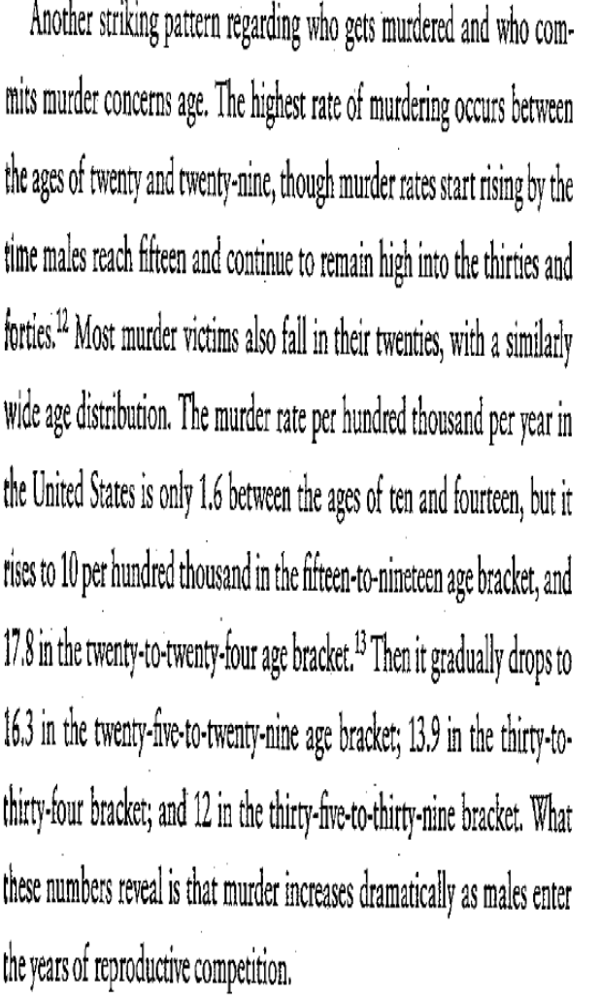 Another striking pattern regarding who gets murdered and who com-
mits murder concerns age. The highest rate of murdering occurs between
the ages of twenty and twenty-nine, though murder rates start rising by the
time males reach fifteen and continue to remain high into the thirties and
forties.12 Most murder victims also fall in their twenties, with a similarly
wide age distribution. The murder rate per hundred thousand per year in
the United States is only 1.6 between the ages of ten and fourteen, but it
rises to 10 per hundred thousand in the fifteen-to-nineteen age bracket, and
17.8 in the twenty-to-twenty-four age bracket.13 Then it gradually drops to
16.3 in the twenty-five-to-twenty-nine age bracket; 13.9 in the thirty-to-
thirty-four bracket; and 12 in the thirty-five-to-thirty-nine bracket. What
these numbers reveal is that murder increases dramatically as males enter
the years of reproductive competition.